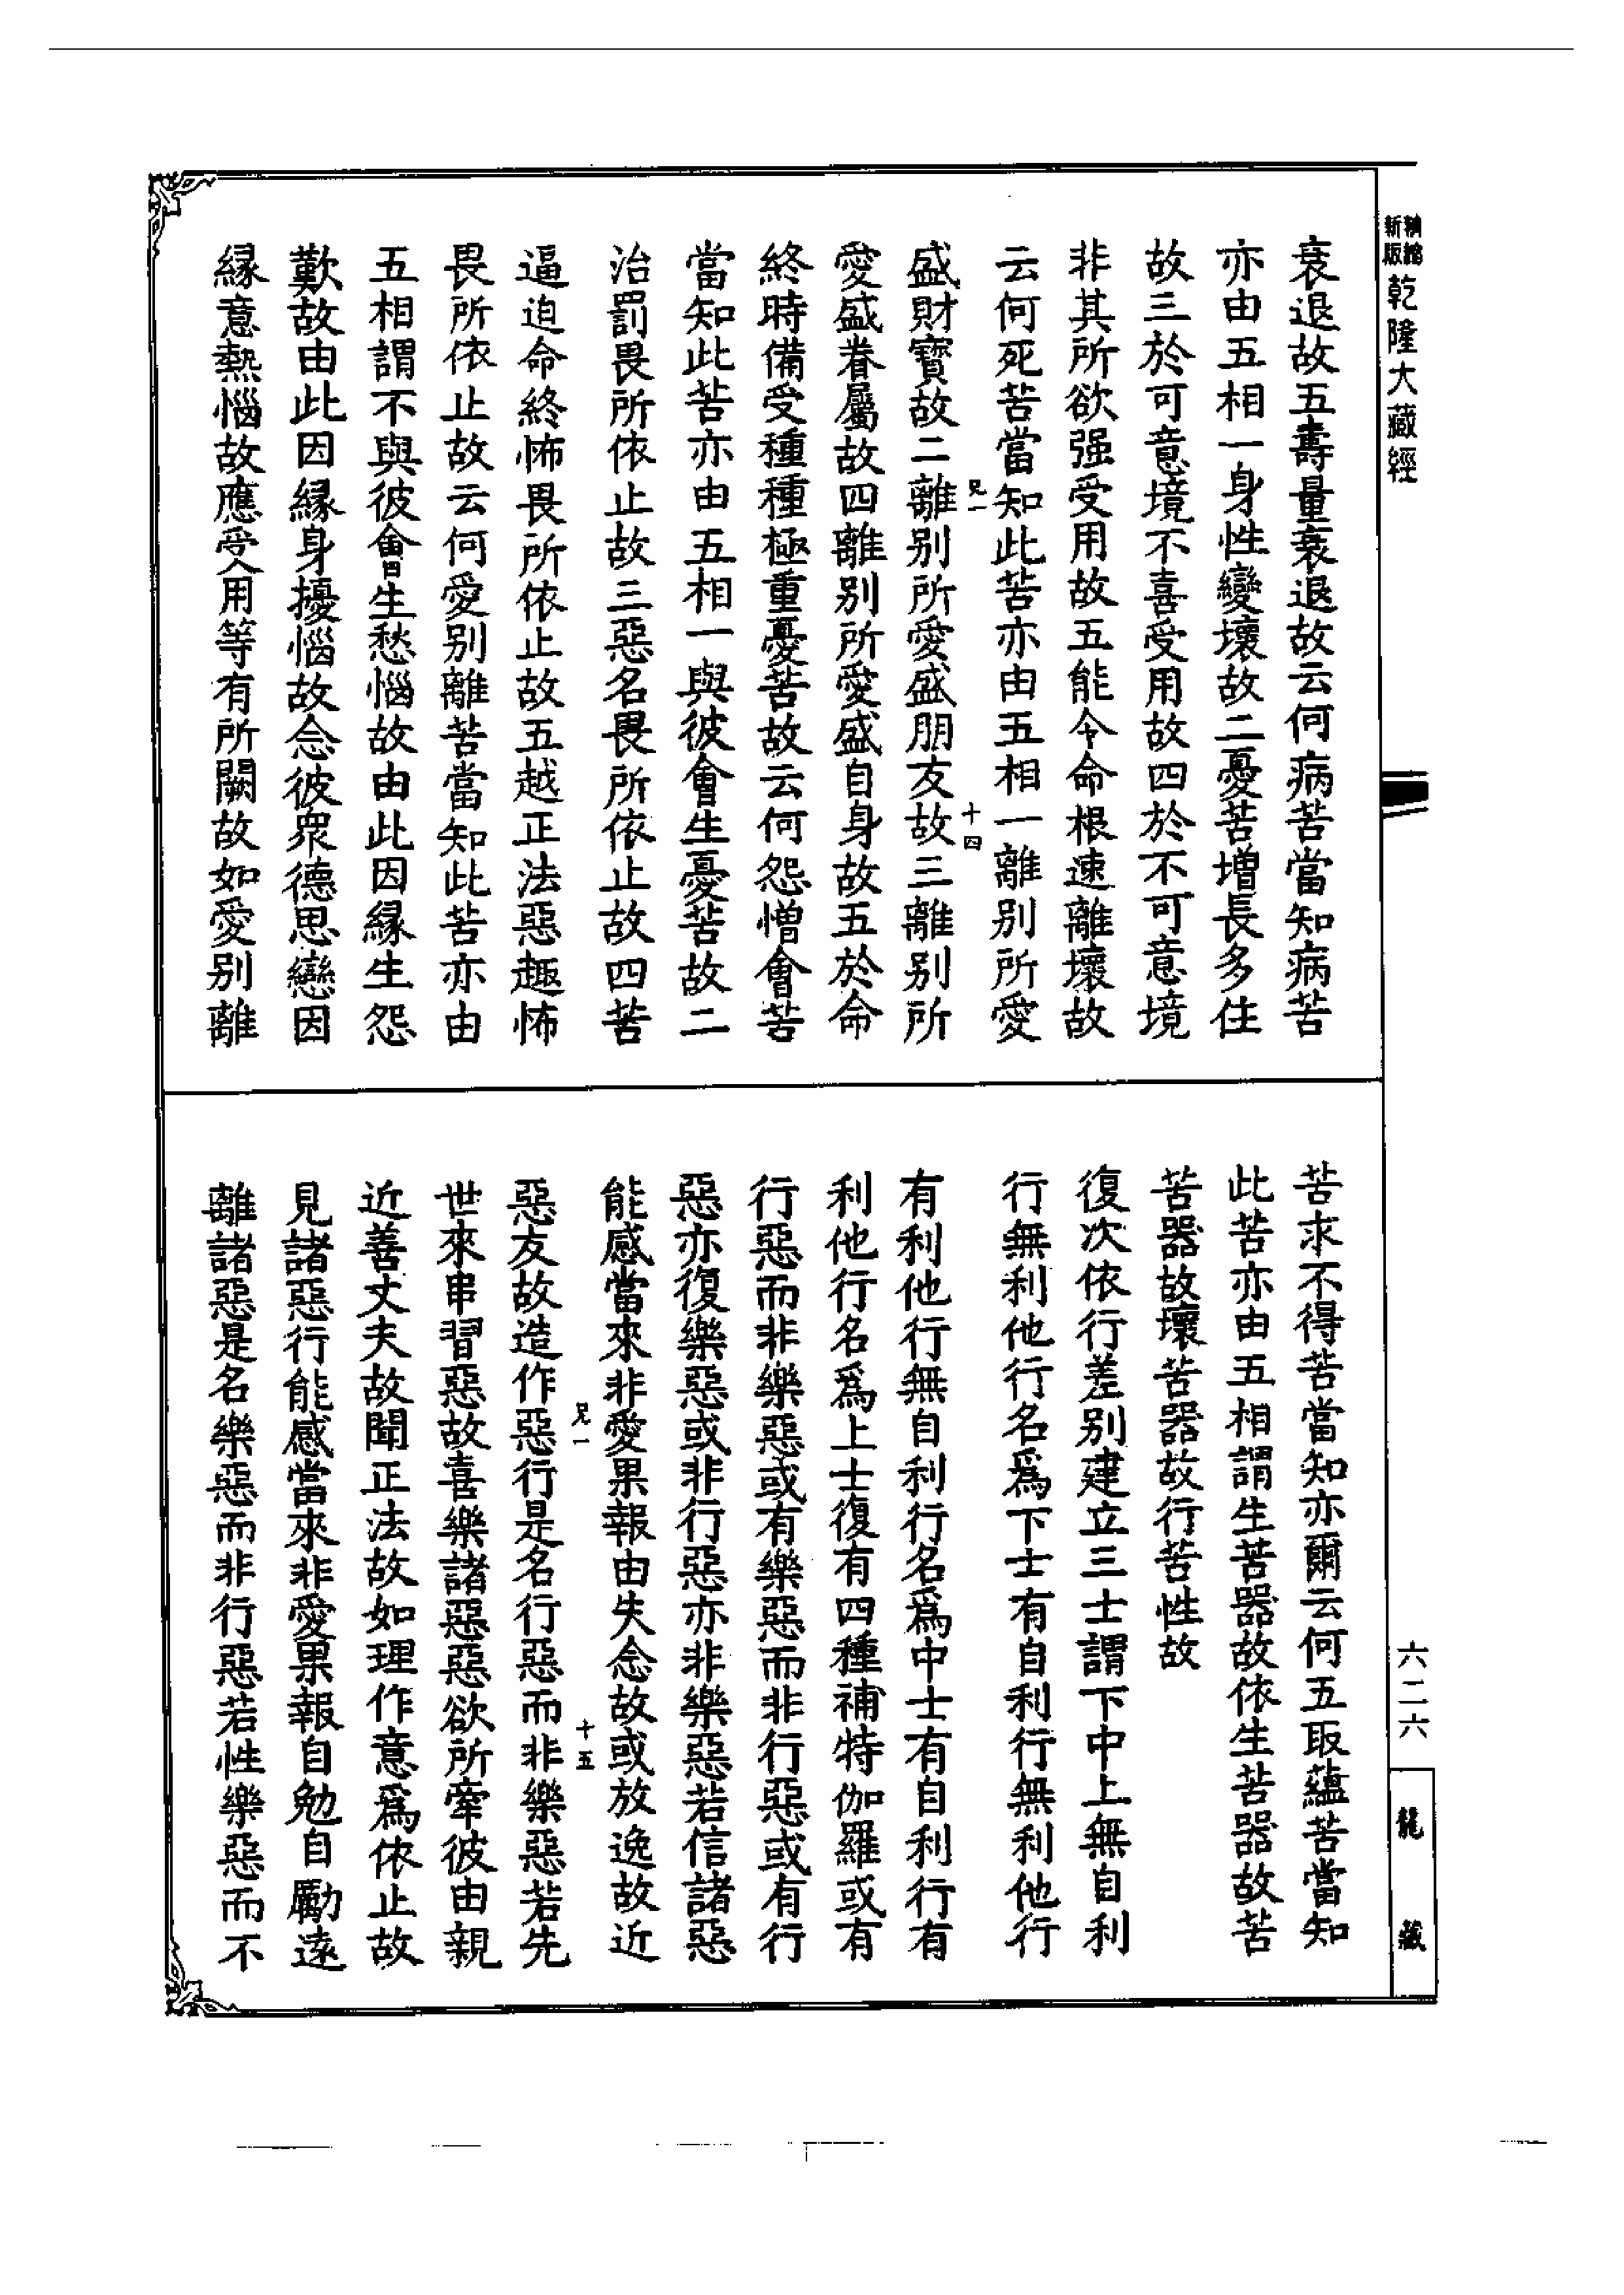 新版精縮乾隆大藏經
衰退故五壽量衰退故云何病苦當知病苦
亦由五相一身性變壞故二憂苦增長多住
故三於可意境不喜受用故四於不可意境
非其所欲强受用故五能令命根速離壞故
云何死苦當知此苦亦由五相一離別所愛
兄一
十四
盛財寶故二離別所愛盛朋友故三離別所
愛盛眷屬故四離別所愛盛自身故五於命
終時備受種種極重憂苦故云何怨憎會苦
當知此苦亦由五相一與彼會生憂苦故二
治罰畏所依止故三惡名畏所依止故四苦
逼迫命終怖畏所依止故五越正法惡趣怖
畏所依止故云何愛別離苦當知此苦亦由
五相謂不與彼會生愁惱故由此因緣生怨
歎故由此因緣身擾惱故念彼衆德思戀因
緣意熱惱故應受用等有所闕故如愛別離
苦求不得苦當知亦爾云何五取蘊苦當知
此苦亦由五相謂生苦器故依生苦器故苦
苦器故壞苦器故行苦性故
復次依行差別建立三士謂下中上無自利
行無利他行名爲下士有自利行無利他行
有利他行無自利行名爲中士有自利行有
利他行名爲上士復有四種補特伽羅或有
行惡而非樂惡或有樂惡而非行惡或有行
惡亦復樂惡或非行惡亦非樂惡若信諸惡
能感當來非愛果報由失念故或放逸故近
兄一
十五
惡友故造作惡行是名行惡而非樂惡若先
世來串習惡故喜樂諸惡惡欲所牽彼由親
近善丈夫故聞正法故如理作意爲依止故
見諸惡行能感當來非愛果報自勉自勵遠
離諸惡是名樂惡而非行惡若性樂惡而不
六二六
龍藏